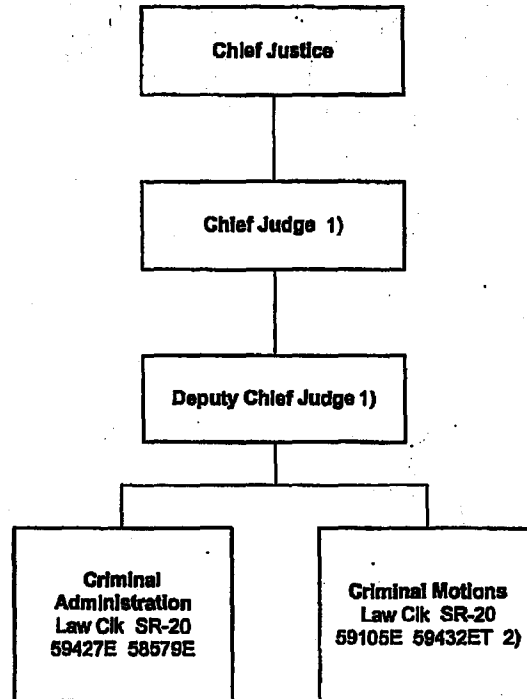 Chief Justice
Chief Judge 1)
Deputy Chief Judge 1)
Criminal
Administration
Law Clk SR-20
59427E 58579E
Criminal Motions
Law Clk SR-20
59105E 59432ET 2)